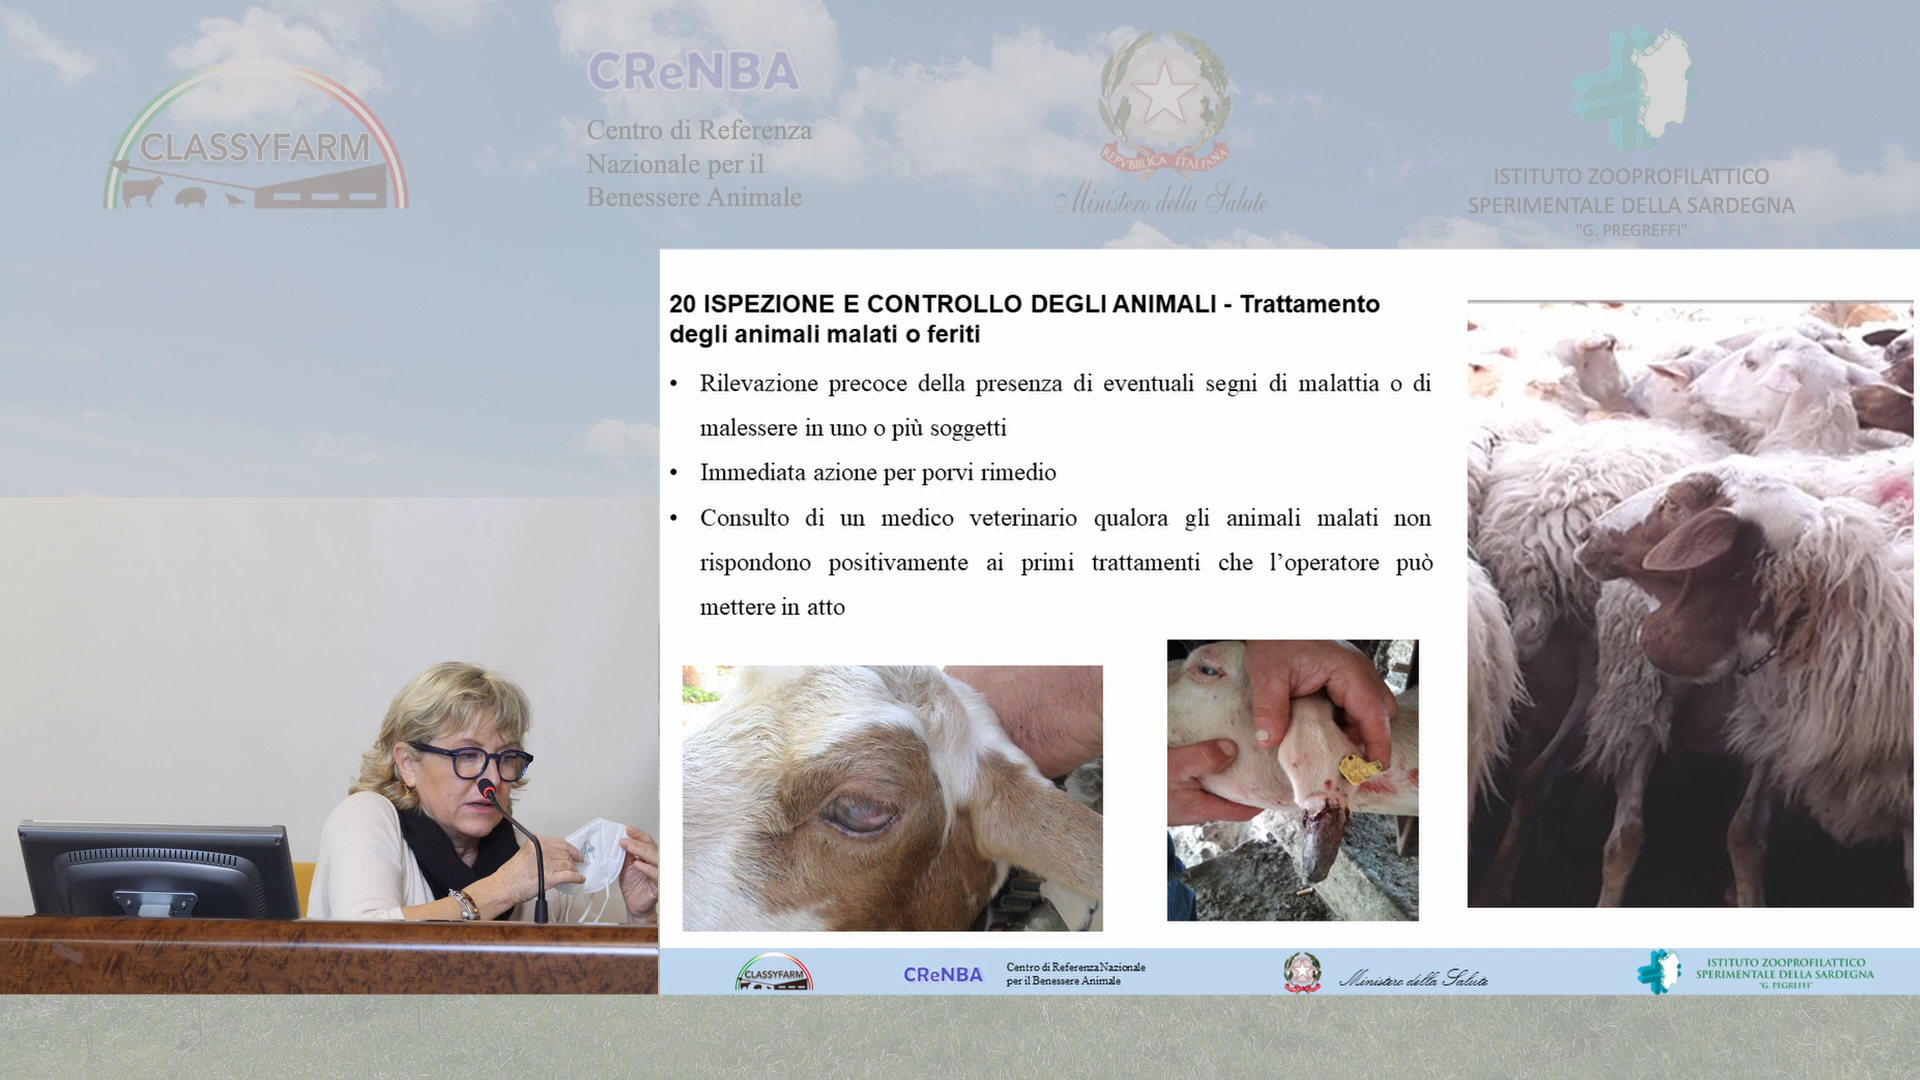 CLASSYFARM
CReNBA
Centro di Referenza
Nazionale per il
Benessere Animale
REPVBBLICA ITALIANA
Ministero della Salute
ISTITUTO ZOOPROFILATTICO
SPERIMENTALE DELLA SARDEGNA
"G. PREGREFFI"
20 ISPEZIONE E CONTROLLO DEGLI ANIMALI - Trattamento
degli animali malati o feriti
• Rilevazione precoce della presenza di eventuali segni di malattia o di
malessere in uno o più soggetti
• Immediata azione per porvi rimedio
• Consulto di un medico veterinario qualora gli animali malati non
rispondono positivamente ai primi trattamenti che l’operatore può
mettere in atto
CLASSYFARM
CReNBA
Centro di Referenza Nazionale
per il Benessere Animale
Ministero della Salute
ISTITUTO ZOOPROFILATTICO
SPERIMENTALE DELLA SARDEGNA
"G. PEGREFFI"